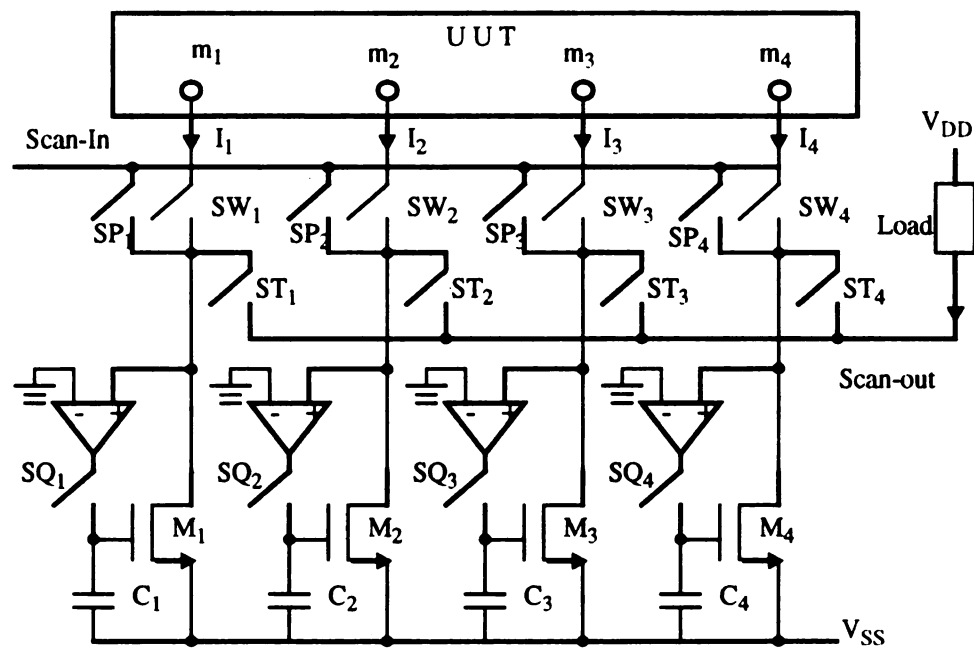 U U T
m1 m2 m3 m4
Scan-In I1 I2 I3 I4 VDD
SP1 SW1 SP2 SW2 SP3 SW3 SP4 SW4 Load
ST1 ST2 ST3 ST4
Scan-out
- + - + - + - +
SQ1 SQ2 SQ3 SQ4
M1 M2 M3 M4
C1 C2 C3 C4
VSS